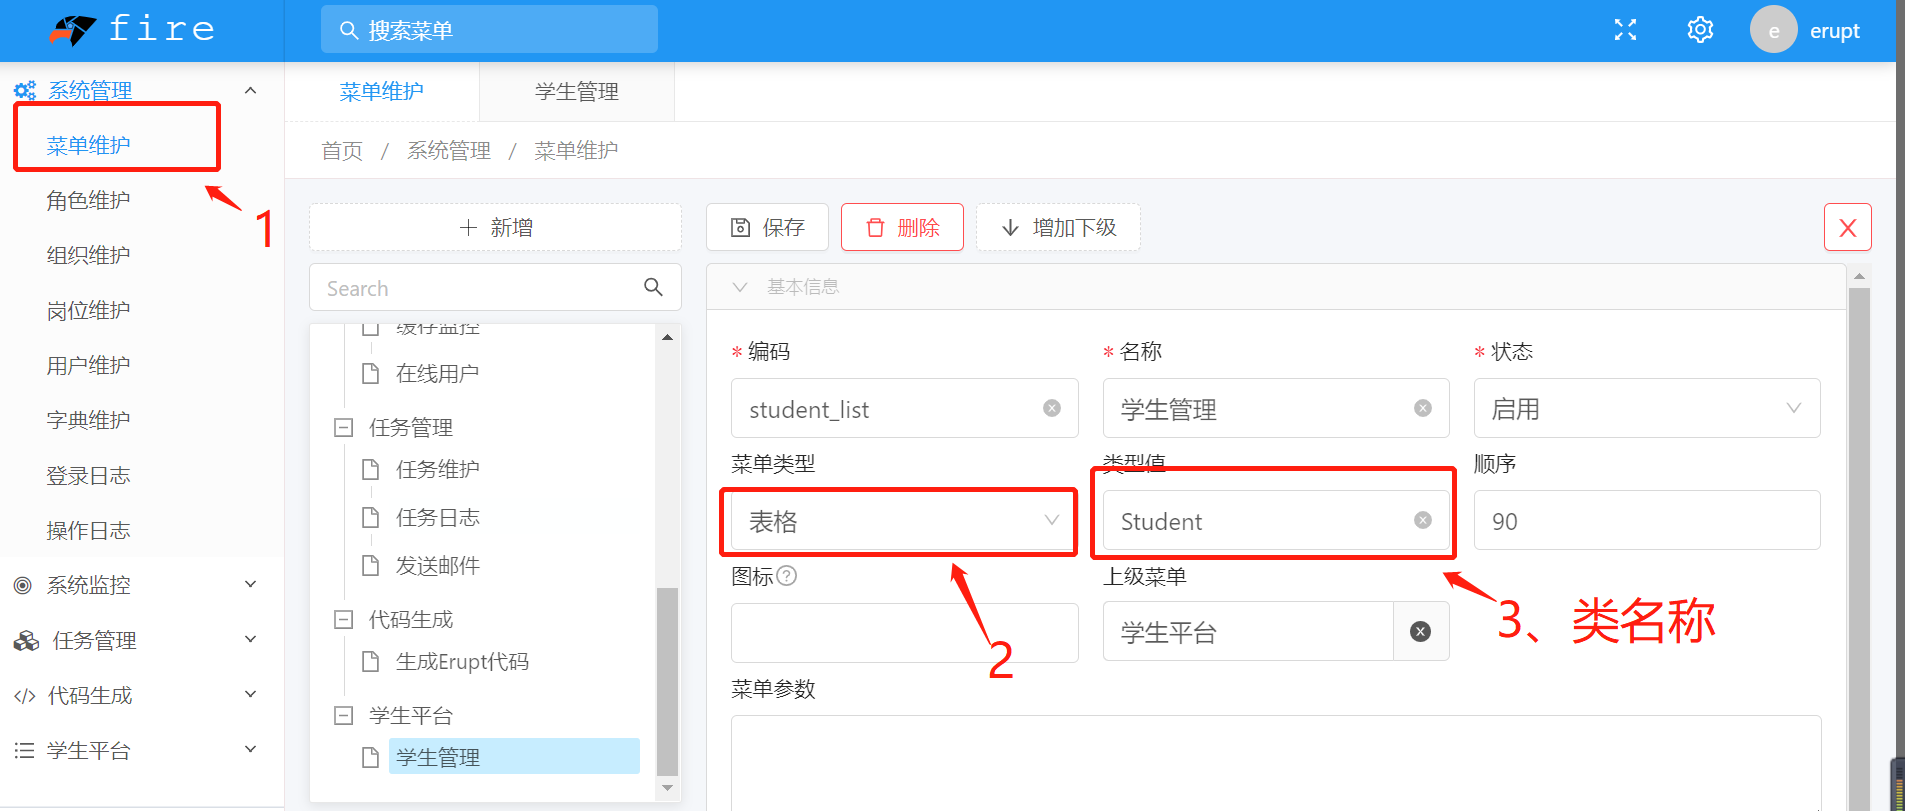 fire
搜索菜单
e
erupt
系统管理
菜单维护
1
角色维护
组织维护
岗位维护
用户维护
字典维护
登录日志
操作日志
系统监控
任务管理
代码生成
学生平台
菜单维护
学生管理
首页 / 系统管理 / 菜单维护
新增
保存
删除
增加下级
X
Search
缓存监控
在线用户
任务管理
任务维护
任务日志
发送邮件
代码生成
生成Erupt代码
学生平台
学生管理
基本信息
* 编码
* 名称
* 状态
student_list
学生管理
启用
菜单类型
类型值
顺序
表格
Student
90
图标
上级菜单
学生平台
2
3、类名称
菜单参数